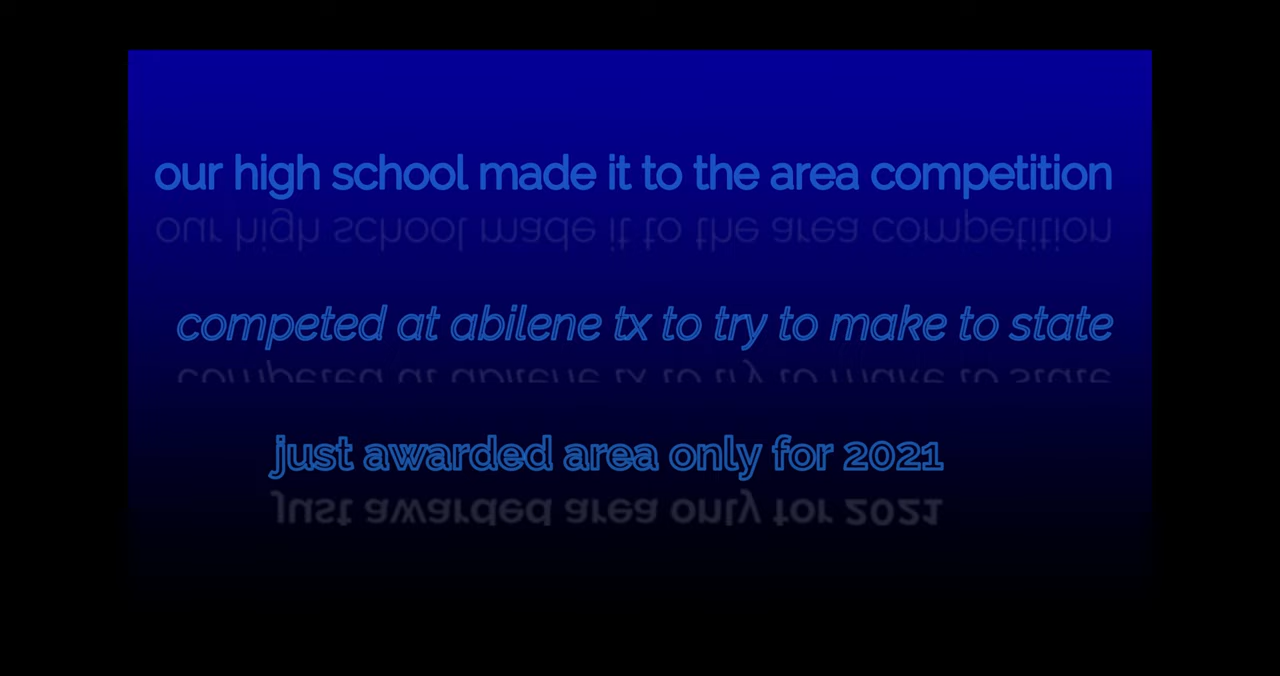 our high school made it to the area competition
competed at abilene tx to try to make to state
just awarded area only for 2021